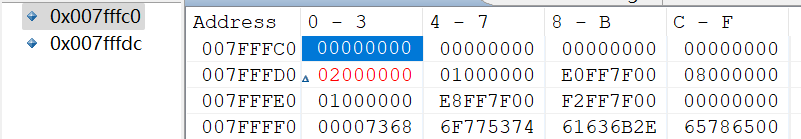 0x007fffc0
0x007fffdc
Address 0 - 3 4 - 7 8 - B C - F
007FFFC0 00000000 00000000 00000000 00000000
007FFFD0 02000000 01000000 E0FF7F00 08000000
007FFFE0 01000000 E8FF7F00 F2FF7F00 00000000
007FFFF0 00007368 6F775374 61636B2E 65786500